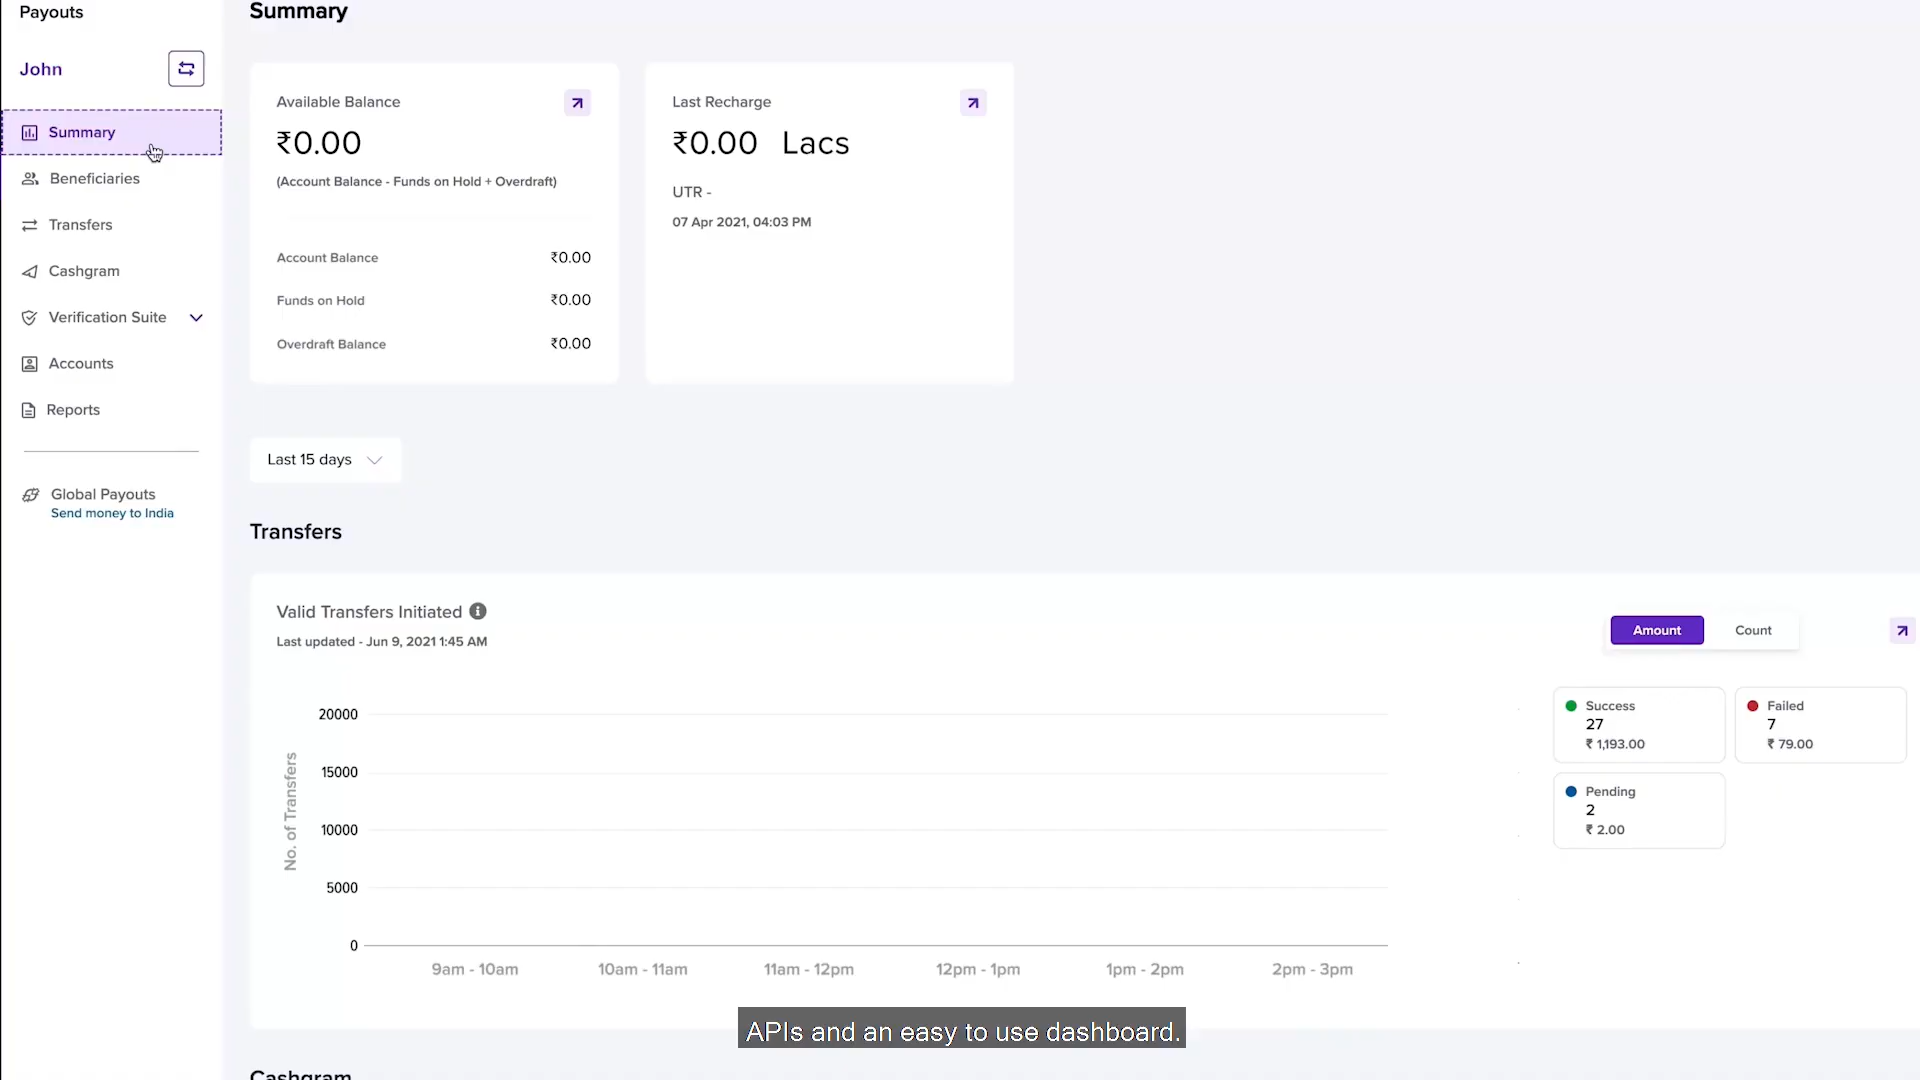 Payouts
John
Summary
Beneficiaries
Transfers
Cashgram
Verification Suite
Accounts
Reports
Global Payouts
Send money to India
Summary
Available Balance
₹0.00
(Account Balance - Funds on Hold + Overdraft)
Account Balance ₹0.00
Funds on Hold ₹0.00
Overdraft Balance ₹0.00
Last Recharge
₹0.00 Lacs
UTR -
07 Apr 2021, 04:03 PM
Last 15 days
Transfers
Valid Transfers Initiated
Last updated - Jun 9, 2021 1:45 AM
Amount Count
No. of Transfers
20000
15000
10000
5000
0
9am - 10am 10am - 11am 11am - 12pm 12pm - 1pm 1pm - 2pm 2pm - 3pm
Success
27
₹ 1,193.00
Failed
7
₹ 79.00
Pending
2
₹ 2.00
APIs and an easy to use dashboard.
Cashgram